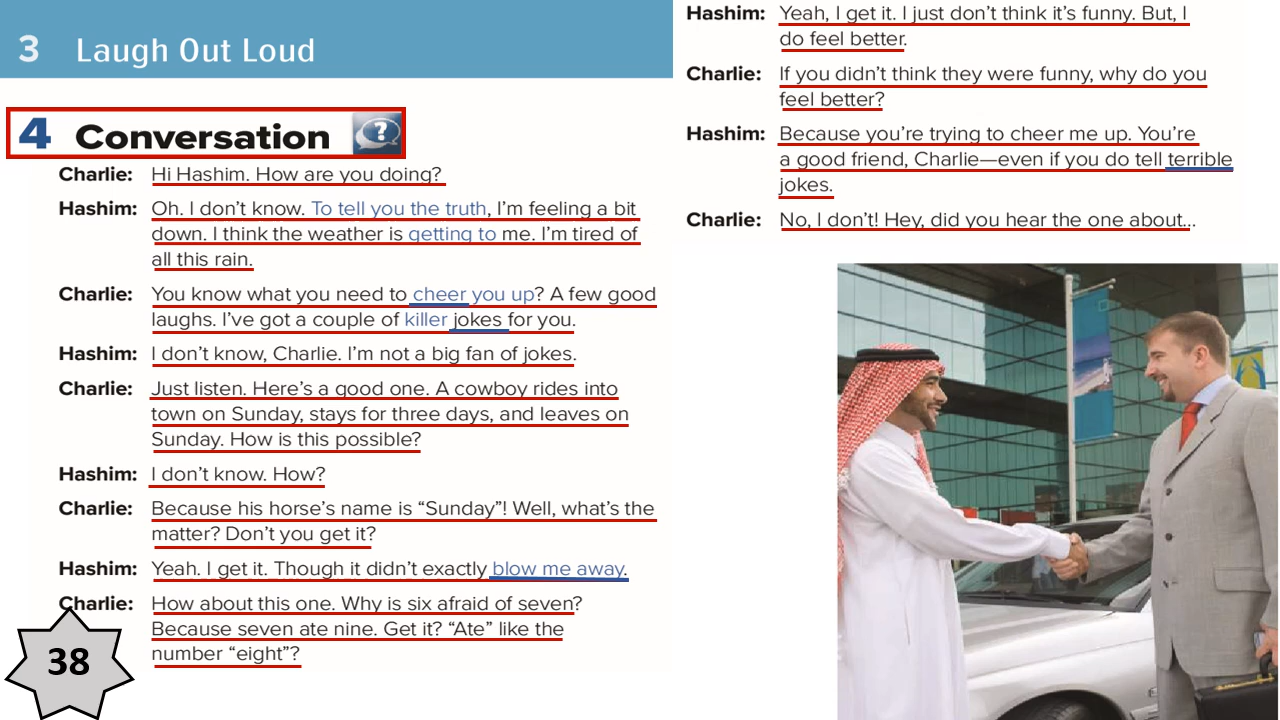 3 Laugh Out Loud
4 Conversation ?
Charlie: Hi Hashim. How are you doing?
Hashim: Oh. I don’t know. To tell you the truth, I’m feeling a bit
down. I think the weather is getting to me. I’m tired of
all this rain.
Charlie: You know what you need to cheer you up? A few good
laughs. I’ve got a couple of killer jokes for you.
Hashim: I don’t know, Charlie. I’m not a big fan of jokes.
Charlie: Just listen. Here’s a good one. A cowboy rides into
town on Sunday, stays for three days, and leaves on
Sunday. How is this possible?
Hashim: I don’t know. How?
Charlie: Because his horse’s name is “Sunday”! Well, what’s the
matter? Don’t you get it?
Hashim: Yeah. I get it. Though it didn’t exactly blow me away.
Charlie: How about this one. Why is six afraid of seven?
Because seven ate nine. Get it? “Ate” like the
number “eight”?
38
Hashim: Yeah, I get it. I just don’t think it’s funny. But, I
do feel better.
Charlie: If you didn’t think they were funny, why do you
feel better?
Hashim: Because you’re trying to cheer me up. You’re
a good friend, Charlie—even if you do tell terrible
jokes.
Charlie: No, I don’t! Hey, did you hear the one about...